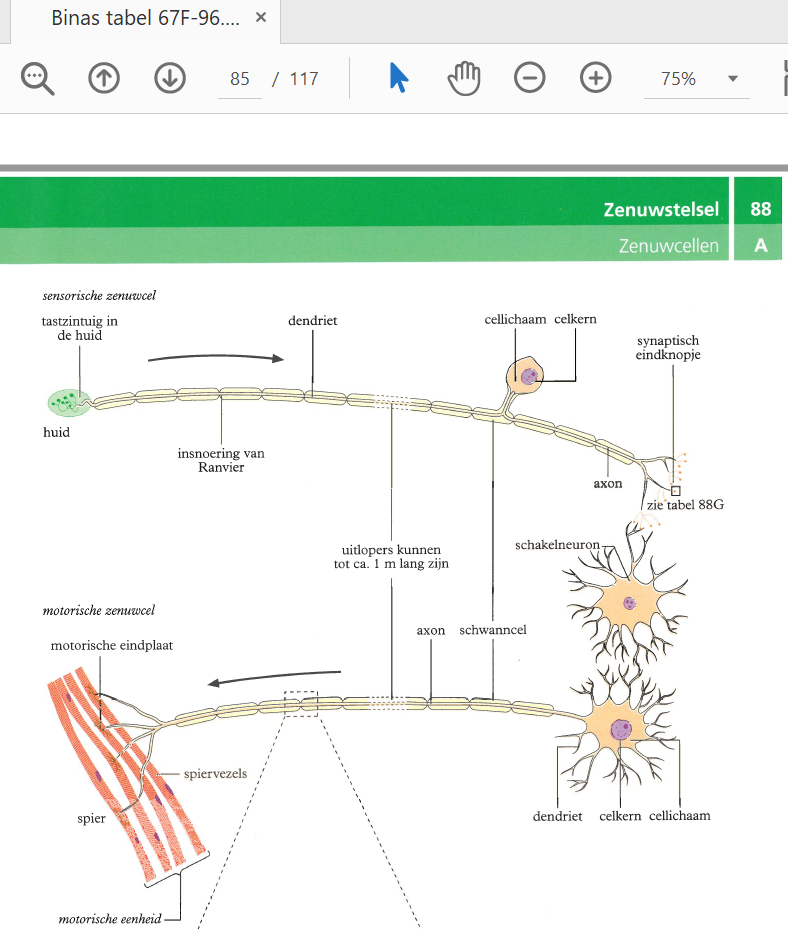 Binas tabel 67F-96.... ×
85 / 117 75%
Zenuwstelsel 88
Zenuwcellen A
sensorische zenuwcel
tastzintuig in
de huid
dendriet
cellichaam celkern
synaptisch
eindknopje
huid
insnoering van
Ranvier
axon
zie tabel 88G
schakelneuron
uitlopers kunnen
tot ca. 1 m lang zijn
motorische zenuwcel
motorische eindplaat
axon schwanncel
spiervezels
spier
dendriet celkern cellichaam
motorische eenheid